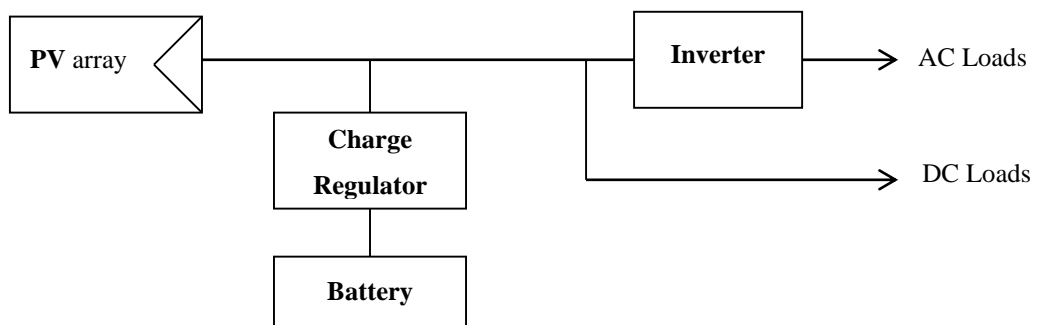 PV array
Inverter
AC Loads
Charge
Regulator
DC Loads
Battery